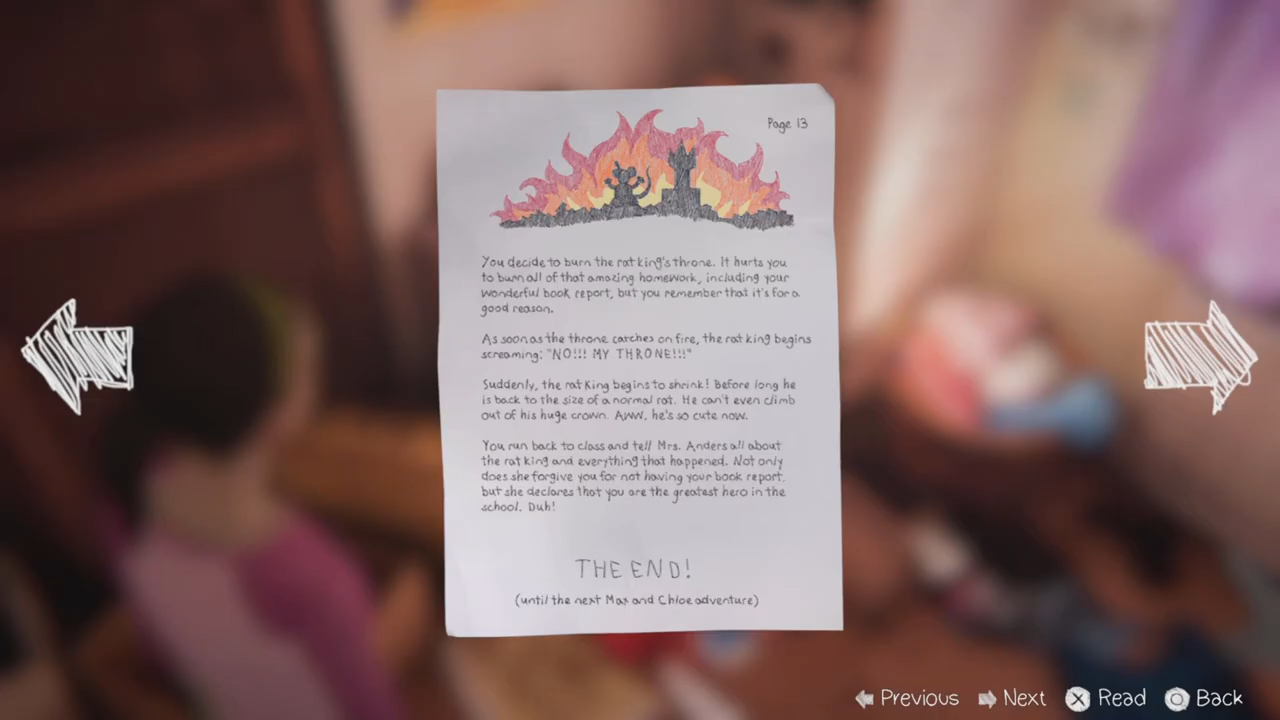 Page 13
You decide to burn the rat king's throne. It hurts you
to burn all of that amazing homework, including your
wonderful book report, but you remember that it's for a
good reason.
As soon as the throne catches on fire, the rat king begins
screaming: "NO!!! MY THRONE!!!"
Suddenly, the rat king begins to shrink! Before long he
is back to the size of a normal rat. He can't even climb
out of his huge crown. Aww, he's so cute now.
You run back to class and tell Mrs. Anders all about
the rat king and everything that happened. Not only
does she forgive you for not having your book report,
but she declares that you are the greatest hero in the
school. Duh!
THE END!
(until the next Max and Chloe adventure)
Previous Next Read Back